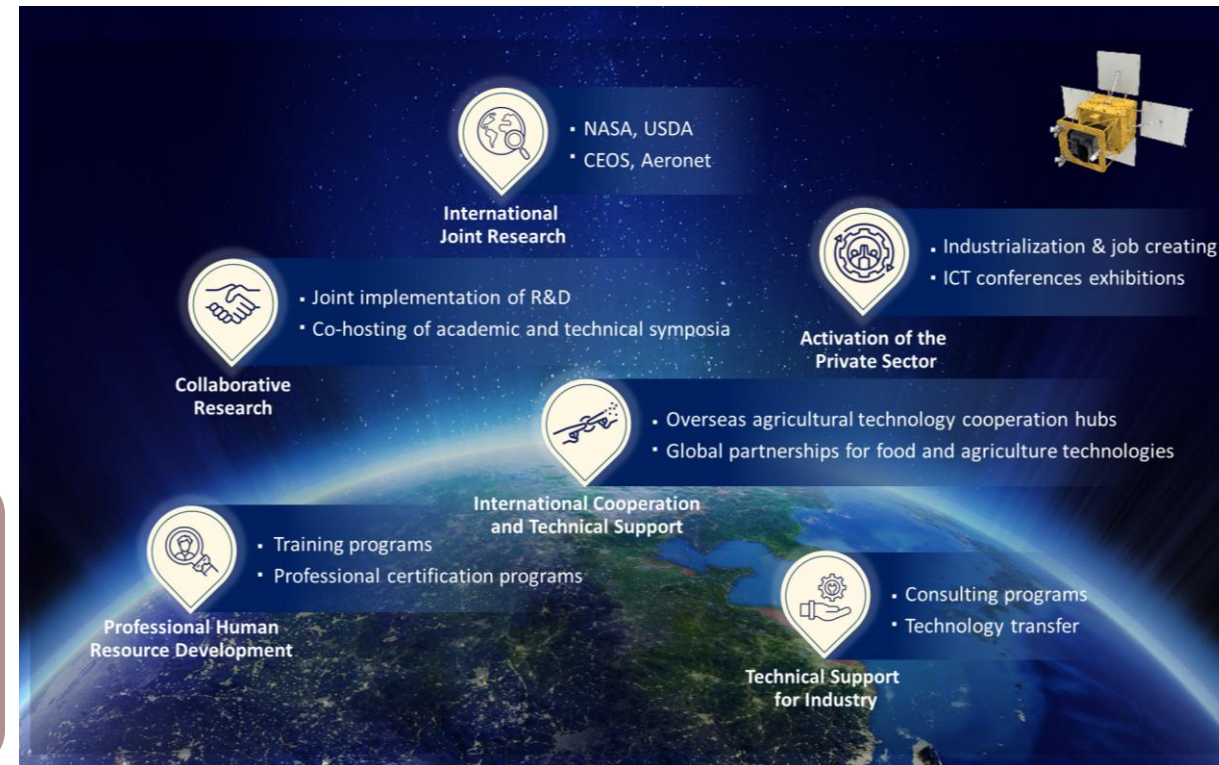 ▪ NASA, USDA
▪ CEOS, Aeronet
International
Joint Research
▪ Industrialization & job creating
▪ ICT conferences exhibitions
Activation of the
Private Sector
▪ Joint implementation of R&D
▪ Co-hosting of academic and technical symposia
Collaborative
Research
▪ Overseas agricultural technology cooperation hubs
▪ Global partnerships for food and agriculture technologies
International Cooperation
and Technical Support
▪ Training programs
▪ Professional certification programs
Professional Human
Resource Development
▪ Consulting programs
▪ Technology transfer
Technical Support
for Industry